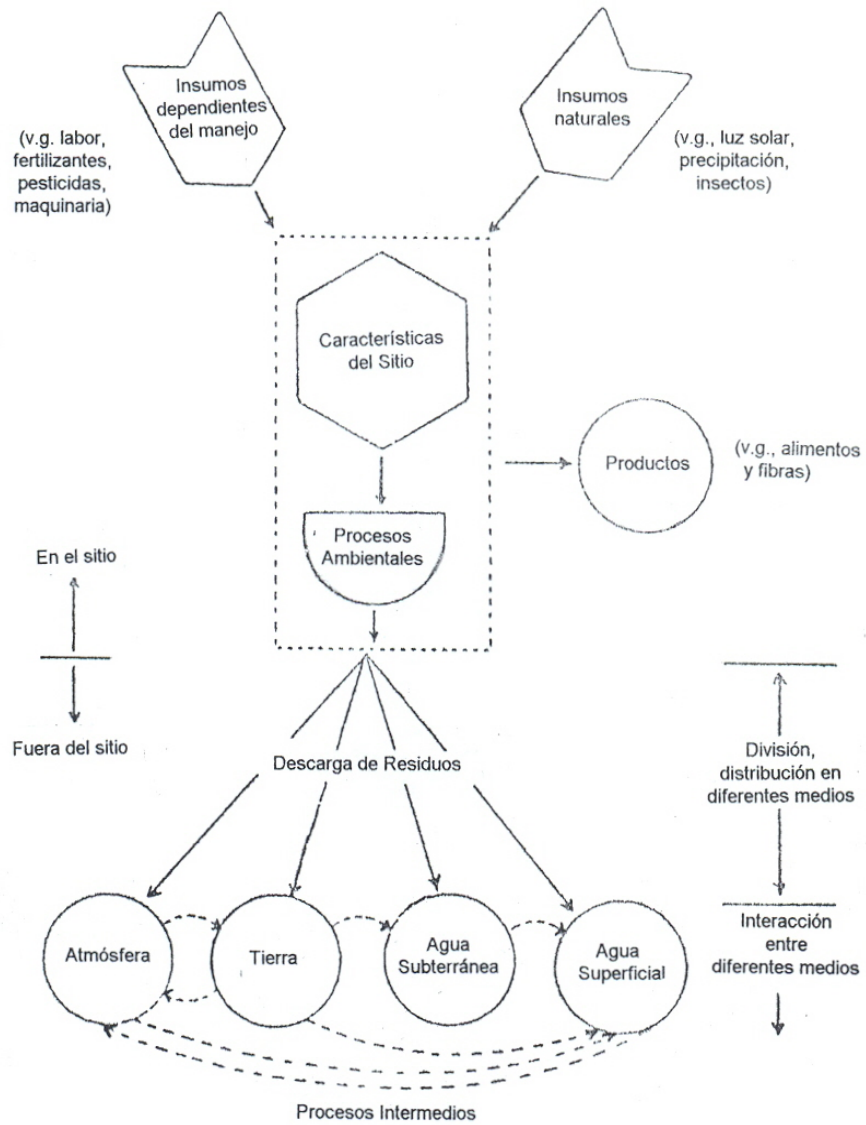 Insumos
dependientes
del manejo
(v.g. labor,
fertilizantes,
pesticidas,
maquinaria)
Insumos
naturales
(v.g., luz solar,
precipitación,
insectos)
Características
del Sitio
Productos
(v.g., alimentos
y fibras)
Procesos
Ambientales
En el sitio
Fuera del sitio
Descarga de Residuos
División,
distribución en
diferentes medios
Atmósfera
Tierra
Agua
Subterránea
Agua
Superficial
Interacción
entre
diferentes medios
Procesos Intermedios